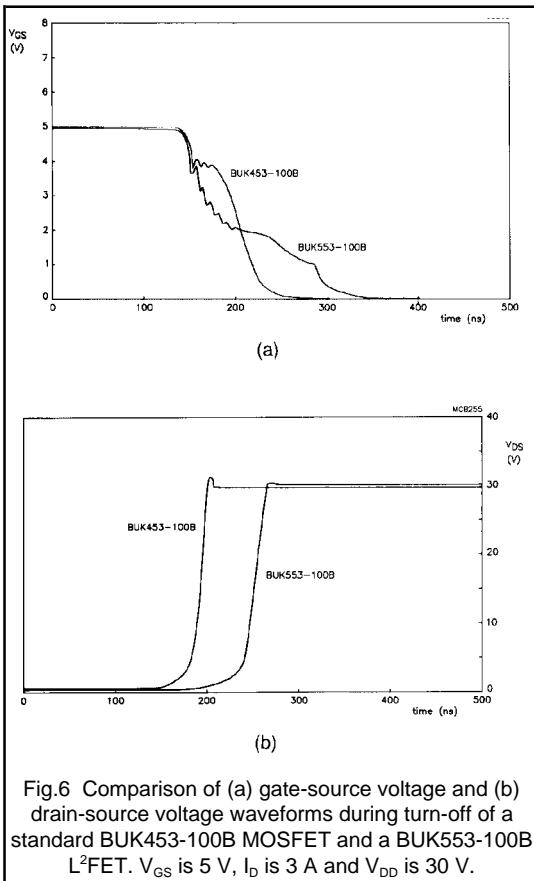 V_GS
(V)
8
7
6
5
4
3
2
1
0
BUK453-100B
BUK553-100B
0 100 200 300 400 500
time (ns)
(a)
MCB255
40
V_DS
(V)
30
20
10
0
BUK453-100B
BUK553-100B
0 100 200 300 400 500
time (ns)
(b)
Fig.6 Comparison of (a) gate-source voltage and (b)
drain-source voltage waveforms during turn-off of a
standard BUK453-100B MOSFET and a BUK553-100B
L²FET. V_GS is 5 V, I_D is 3 A and V_DD is 30 V.